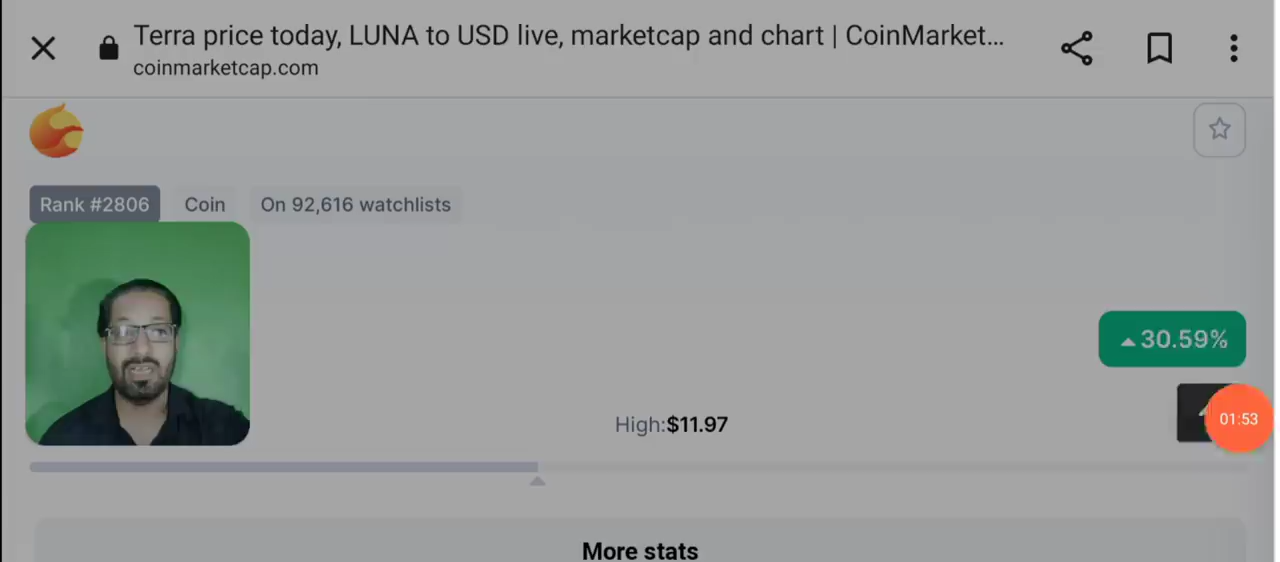 Terra price today, LUNA to USD live, marketcap and chart | CoinMarket...
coinmarketcap.com
Rank #2806 Coin On 92,616 watchlists
30.59%
High:$11.97
01:53
More stats